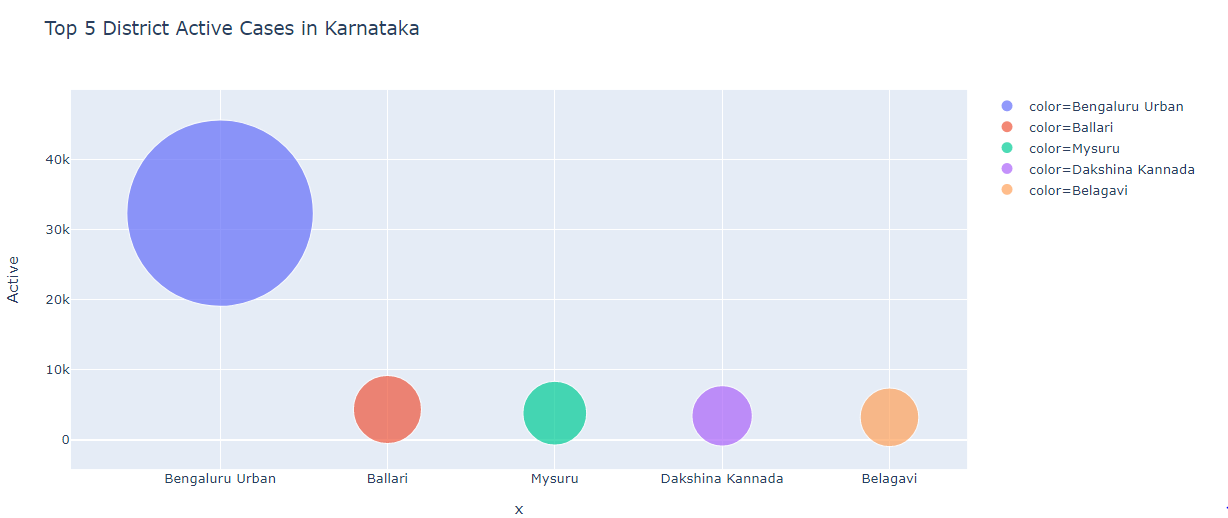 Top 5 District Active Cases in Karnataka
color=Bengaluru Urban
color=Ballari
color=Mysuru
color=Dakshina Kannada
color=Belagavi
Active
40k
30k
20k
10k
0
Bengaluru Urban Ballari Mysuru Dakshina Kannada Belagavi
x